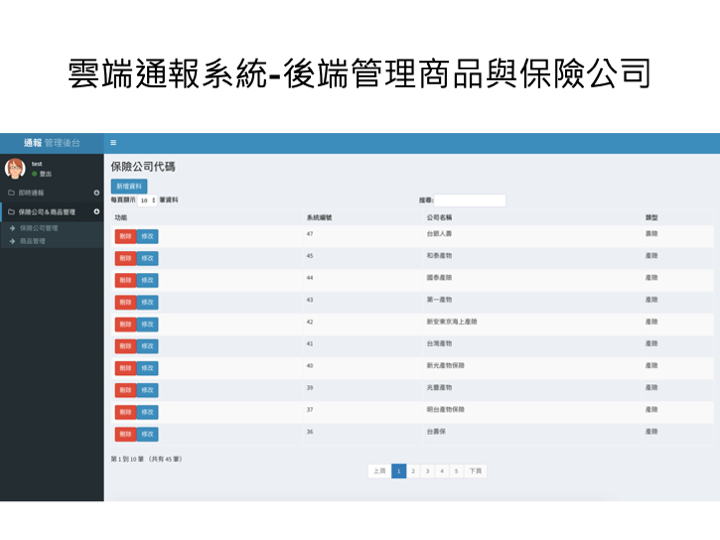 雲端通報系統-後端管理商品與保險公司
通報 管理後台
test
登出
即時通報
保險公司＆商品管理
保險公司管理
商品管理
保險公司代碼
新增資料
每頁顯示 10 筆資料 搜尋:
功能 系統編號 公司名稱 類型
刪除 修改 47 台銀人壽 壽險
刪除 修改 45 和泰產物 產險
刪除 修改 44 國泰產險 產險
刪除 修改 43 第一產物 產險
刪除 修改 42 新安東京海上產險 產險
刪除 修改 41 台灣產物 產險
刪除 修改 40 新光產物保險 產險
刪除 修改 39 兆豐產物 產險
刪除 修改 37 明台產物保險 產險
刪除 修改 36 台壽保 產險
第 1 到 10 筆 （共有 45 筆）
上頁 1 2 3 4 5 下頁